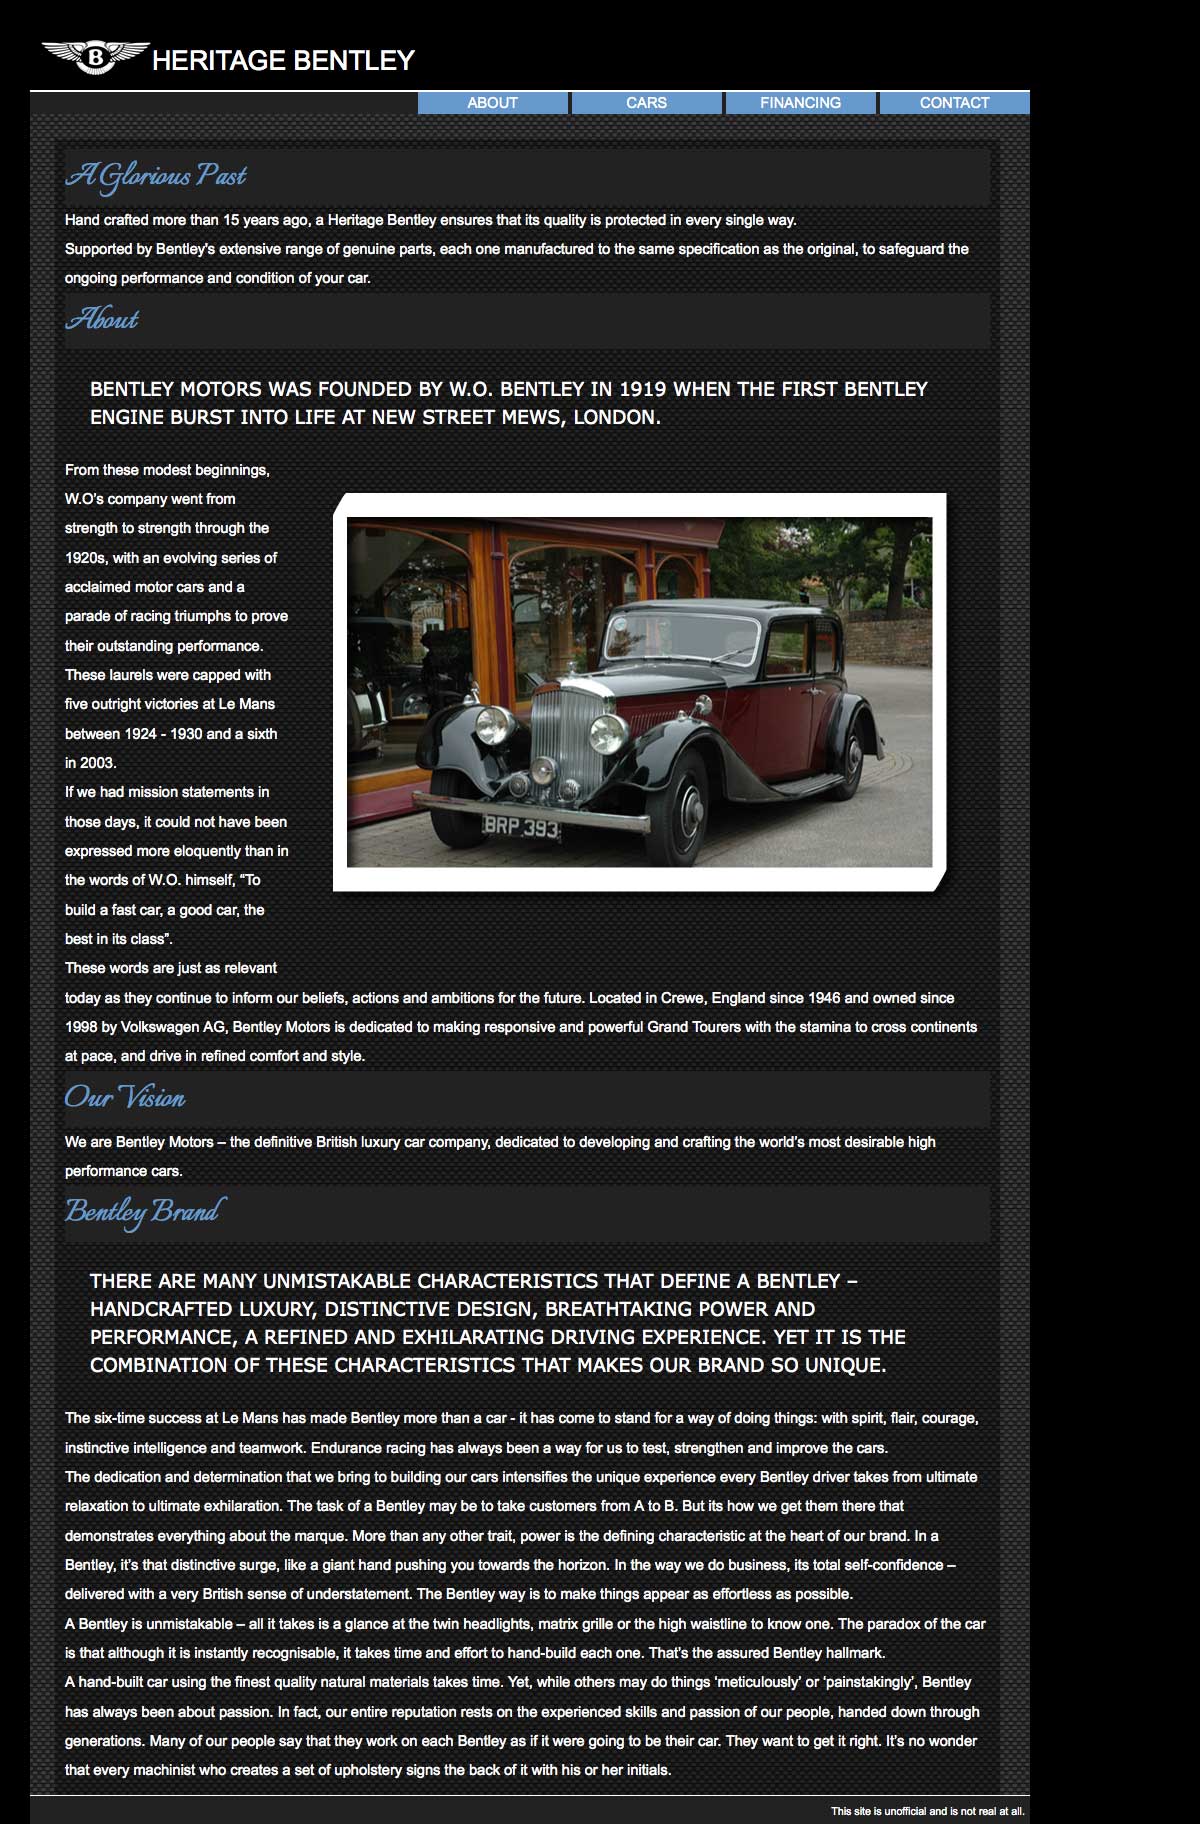 B HERITAGE BENTLEY
ABOUT CARS FINANCING CONTACT
A Glorious Past
Hand crafted more than 15 years ago, a Heritage Bentley ensures that its quality is protected in every single way.
Supported by Bentley's extensive range of genuine parts, each one manufactured to the same specification as the original, to safeguard the
ongoing performance and condition of your car.
About
BENTLEY MOTORS WAS FOUNDED BY W.O. BENTLEY IN 1919 WHEN THE FIRST BENTLEY
ENGINE BURST INTO LIFE AT NEW STREET MEWS, LONDON.
From these modest beginnings,
W.O's company went from
strength to strength through the
1920s, with an evolving series of
acclaimed motor cars and a
parade of racing triumphs to prove
their outstanding performance.
These laurels were capped with
five outright victories at Le Mans
between 1924 - 1930 and a sixth
in 2003.
If we had mission statements in
those days, it could not have been
expressed more eloquently than in
the words of W.O. himself, “To
build a fast car, a good car, the
best in its class”.
BRP 393
These words are just as relevant
today as they continue to inform our beliefs, actions and ambitions for the future. Located in Crewe, England since 1946 and owned since
1998 by Volkswagen AG, Bentley Motors is dedicated to making responsive and powerful Grand Tourers with the stamina to cross continents
at pace, and drive in refined comfort and style.
Our Vision
We are Bentley Motors – the definitive British luxury car company, dedicated to developing and crafting the world’s most desirable high
performance cars.
Bentley Brand
THERE ARE MANY UNMISTAKABLE CHARACTERISTICS THAT DEFINE A BENTLEY –
HANDCRAFTED LUXURY, DISTINCTIVE DESIGN, BREATHTAKING POWER AND
PERFORMANCE, A REFINED AND EXHILARATING DRIVING EXPERIENCE. YET IT IS THE
COMBINATION OF THESE CHARACTERISTICS THAT MAKES OUR BRAND SO UNIQUE.
The six-time success at Le Mans has made Bentley more than a car - it has come to stand for a way of doing things: with spirit, flair, courage,
instinctive intelligence and teamwork. Endurance racing has always been a way for us to test, strengthen and improve the cars.
The dedication and determination that we bring to building our cars intensifies the unique experience every Bentley driver takes from ultimate
relaxation to ultimate exhilaration. The task of a Bentley may be to take customers from A to B. But its how we get them there that
demonstrates everything about the marque. More than any other trait, power is the defining characteristic at the heart of our brand. In a
Bentley, it’s that distinctive surge, like a giant hand pushing you towards the horizon. In the way we do business, its total self-confidence –
delivered with a very British sense of understatement. The Bentley way is to make things appear as effortless as possible.
A Bentley is unmistakable – all it takes is a glance at the twin headlights, matrix grille or the high waistline to know one. The paradox of the car
is that although it is instantly recognisable, it takes time and effort to hand-build each one. That’s the assured Bentley hallmark.
A hand-built car using the finest quality natural materials takes time. Yet, while others may do things ‘meticulously’ or ‘painstakingly’, Bentley
has always been about passion. In fact, our entire reputation rests on the experienced skills and passion of our people, handed down through
generations. Many of our people say that they work on each Bentley as if it were going to be their car. They want to get it right. It’s no wonder
that every machinist who creates a set of upholstery signs the back of it with his or her initials.
This site is unofficial and is not real at all.